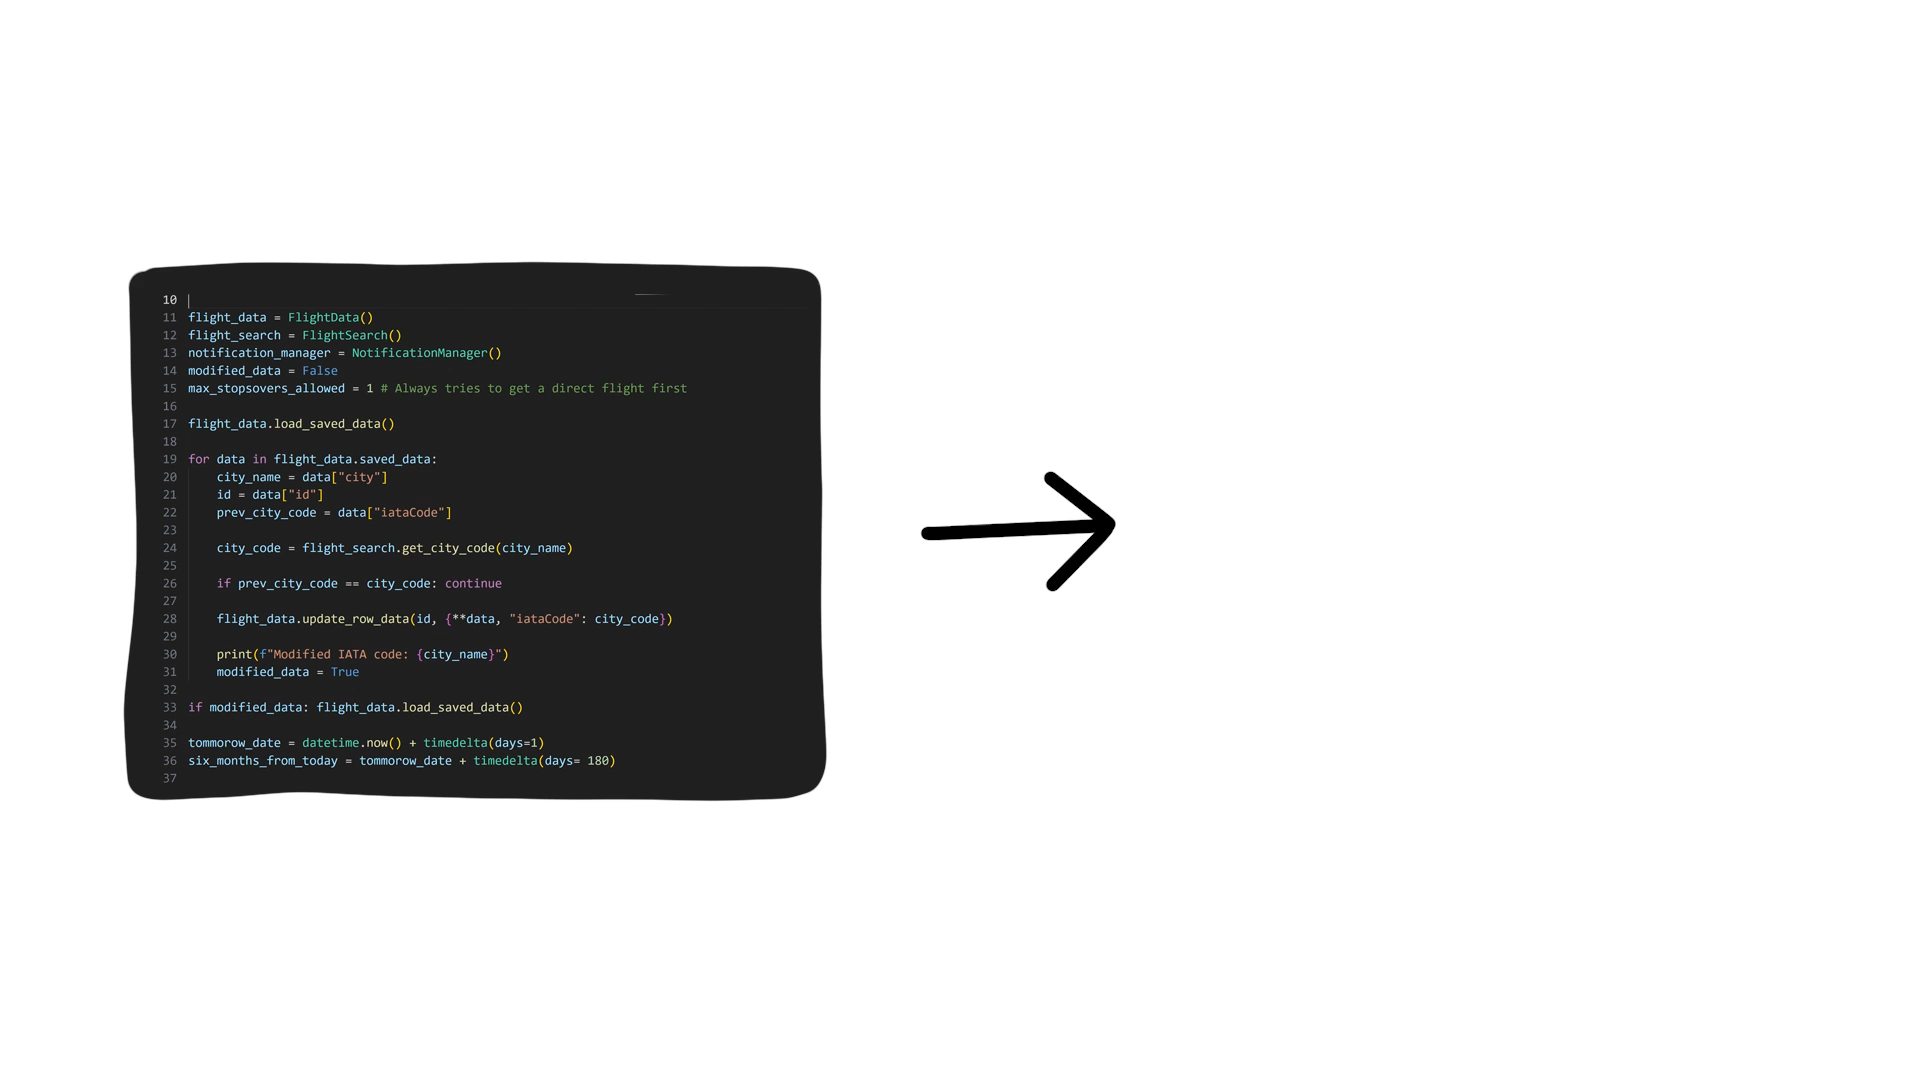 10
11 flight_data = FlightData()
12 flight_search = FlightSearch()
13 notification_manager = NotificationManager()
14 modified_data = False
15 max_stopsovers_allowed = 1 # Always tries to get a direct flight first
16
17 flight_data.load_saved_data()
18
19 for data in flight_data.saved_data:
20     city_name = data["city"]
21     id = data["id"]
22     prev_city_code = data["iataCode"]
23
24     city_code = flight_search.get_city_code(city_name)
25
26     if prev_city_code == city_code: continue
27
28     flight_data.update_row_data(id, {**data, "iataCode": city_code})
29
30     print(f"Modified IATA code: {city_name}")
31     modified_data = True
32
33 if modified_data: flight_data.load_saved_data()
34
35 tommorow_date = datetime.now() + timedelta(days=1)
36 six_months_from_today = tommorow_date + timedelta(days= 180)
37